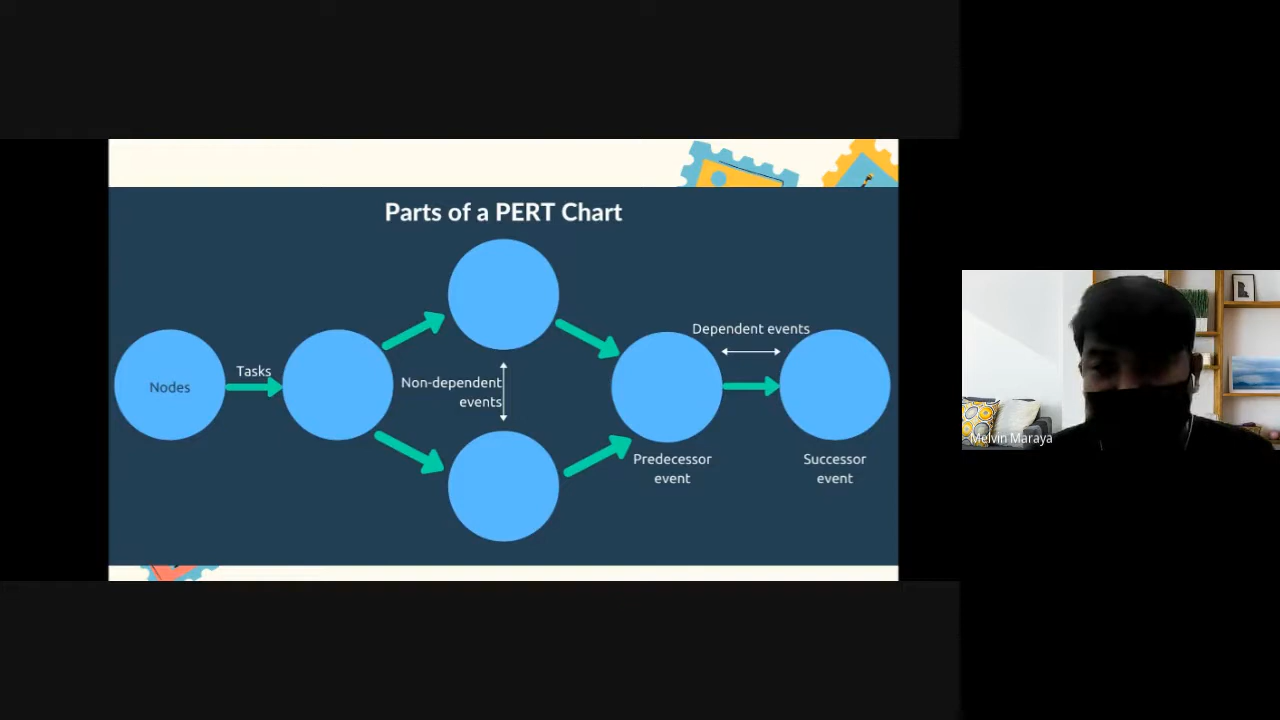 Parts of a PERT Chart
Nodes
Tasks
Non-dependent
events
Dependent events
Predecessor
event
Successor
event
Melvin Maraya